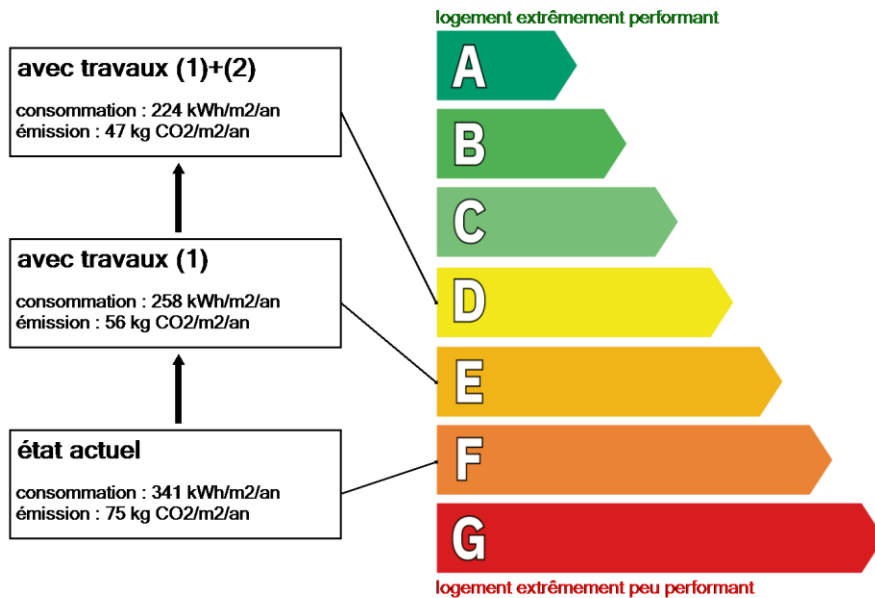 logement extrêmement performant
avec travaux (1)+(2)
consommation : 224 kWh/m2/an
émission : 47 kg CO2/m2/an
avec travaux (1)
consommation : 258 kWh/m2/an
émission : 56 kg CO2/m2/an
état actuel
consommation : 341 kWh/m2/an
émission : 75 kg CO2/m2/an
A
B
C
D
E
F
G
logement extrêmement peu performant